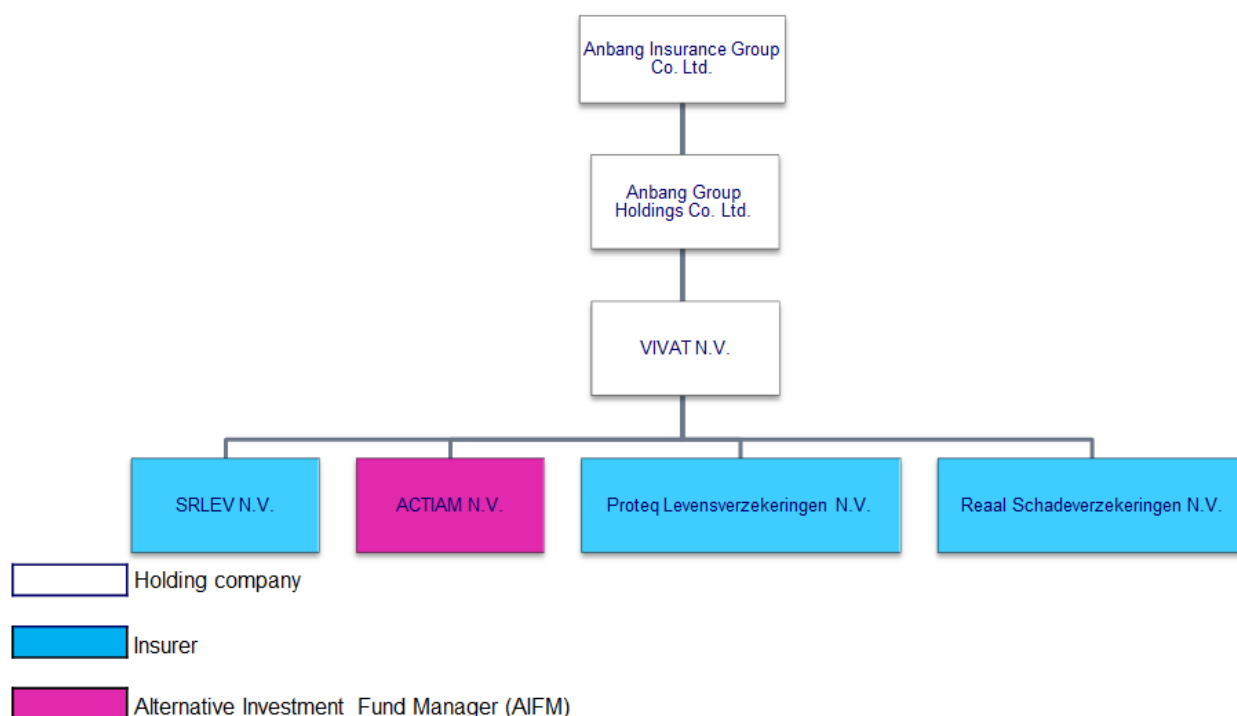 Anbang Insurance Group
Co. Ltd.
Anbang Group
Holdings Co. Ltd.
VIVAT N.V.
SRLEV N.V.
ACTIAM N.V.
Proteq Levensverzekeringen N.V.
Reaal Schadeverzekeringen N.V.
Holding company
Insurer
Alternative Investment Fund Manager (AIFM)